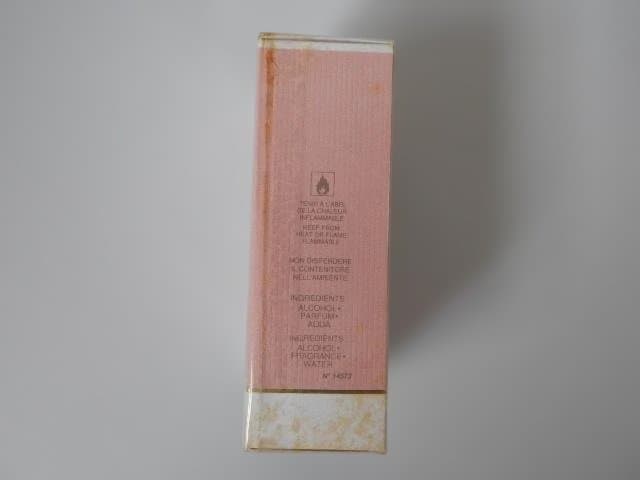 TENIR A L'ABRI
DE LA CHALEUR
INFLAMMABLE
KEEP FROM
HEAT OR FLAME
FLAMMABLE
NON DISPERDERE
IL CONTENITORE
NELL'AMBIENTE
INGREDIENTS:
ALCOHOL•
PARFUM•
AQUA
INGREDIENTS:
ALCOHOL•
FRAGRANCE•
WATER
N° 14573